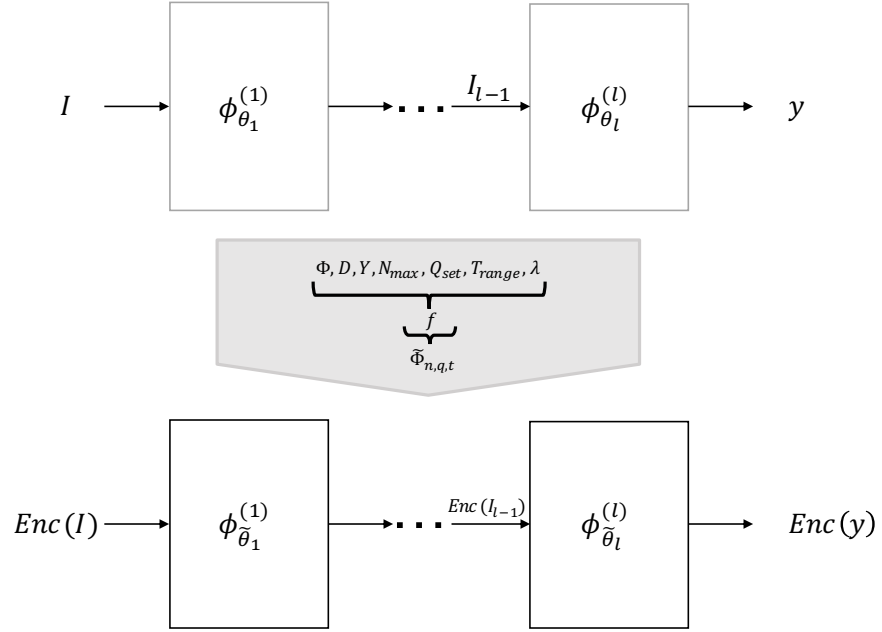 I
ϕ_{θ_1}^{(1)}
...
I_{l−1}
ϕ_{θ_l}^{(l)}
y
Φ, D, Y, N_{max}, Q_{set}, T_{range}, λ
f
Φ̃_{n,q,t}
Enc(I)
ϕ_{θ̃_1}^{(1)}
...
Enc(I_{l−1})
ϕ_{θ̃_l}^{(l)}
Enc(y)